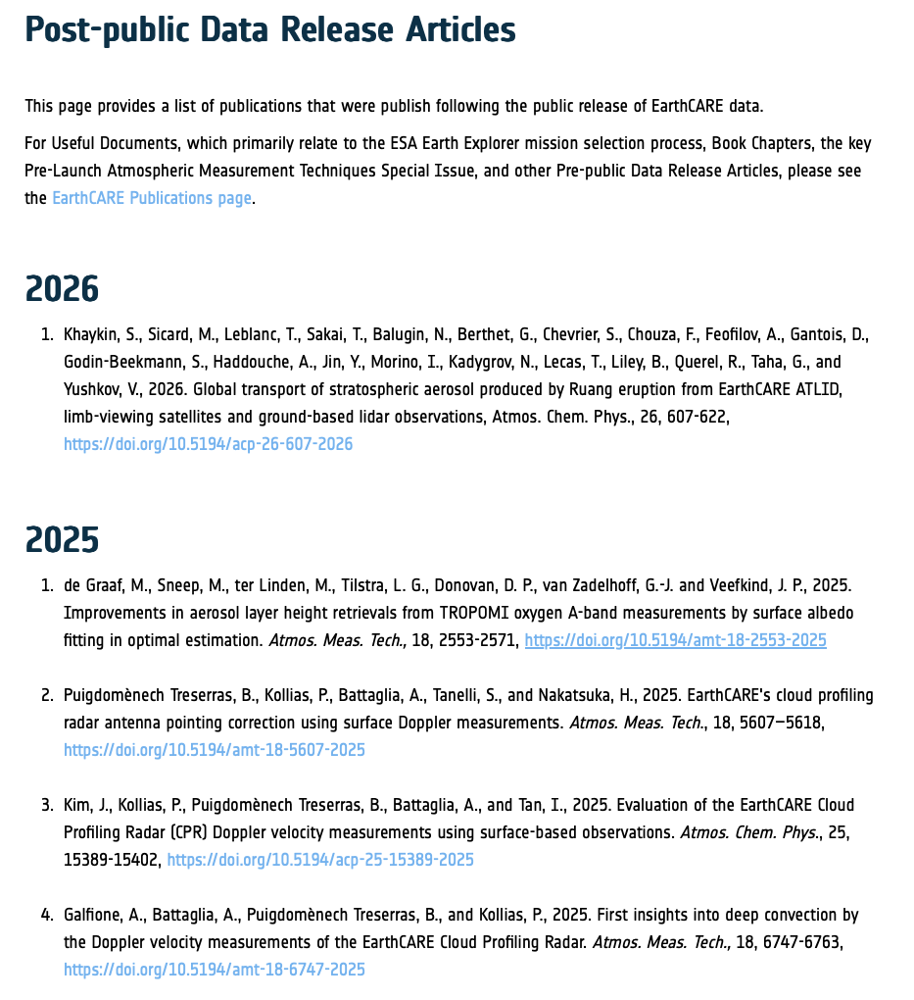 Post-public Data Release Articles
This page provides a list of publications that were publish following the public release of EarthCARE data.
For Useful Documents, which primarily relate to the ESA Earth Explorer mission selection process, Book Chapters, the key
Pre-Launch Atmospheric Measurement Techniques Special Issue, and other Pre-public Data Release Articles, please see
the EarthCARE Publications page.
2026
1. Khaykin, S., Sicard, M., Leblanc, T., Sakai, T., Balugin, N., Berthet, G., Chevrier, S., Chouza, F., Feofilov, A., Gantois, D.,
Godin-Beekmann, S., Haddouche, A., Jin, Y., Morino, I., Kadygrov, N., Lecas, T., Liley, B., Querel, R., Taha, G., and
Yushkov, V., 2026. Global transport of stratospheric aerosol produced by Ruang eruption from EarthCARE ATLID,
limb-viewing satellites and ground-based lidar observations, Atmos. Chem. Phys., 26, 607-622,
https://doi.org/10.5194/acp-26-607-2026
2025
1. de Graaf, M., Sneep, M., ter Linden, M., Tilstra, L. G., Donovan, D. P., van Zadelhoff, G.-J. and Veefkind, J. P., 2025.
Improvements in aerosol layer height retrievals from TROPOMI oxygen A-band measurements by surface albedo
fitting in optimal estimation. Atmos. Meas. Tech., 18, 2553-2571, https://doi.org/10.5194/amt-18-2553-2025
2. Puigdomènech Treserras, B., Kollias, P., Battaglia, A., Tanelli, S., and Nakatsuka, H., 2025. EarthCARE's cloud profiling
radar antenna pointing correction using surface Doppler measurements. Atmos. Meas. Tech., 18, 5607–5618,
https://doi.org/10.5194/amt-18-5607-2025
3. Kim, J., Kollias, P., Puigdomènech Treserras, B., Battaglia, A., and Tan, I., 2025. Evaluation of the EarthCARE Cloud
Profiling Radar (CPR) Doppler velocity measurements using surface-based observations. Atmos. Chem. Phys., 25,
15389-15402, https://doi.org/10.5194/acp-25-15389-2025
4. Galfione, A., Battaglia, A., Puigdomènech Treserras, B., and Kollias, P., 2025. First insights into deep convection by
the Doppler velocity measurements of the EarthCARE Cloud Profiling Radar. Atmos. Meas. Tech., 18, 6747-6763,
https://doi.org/10.5194/amt-18-6747-2025